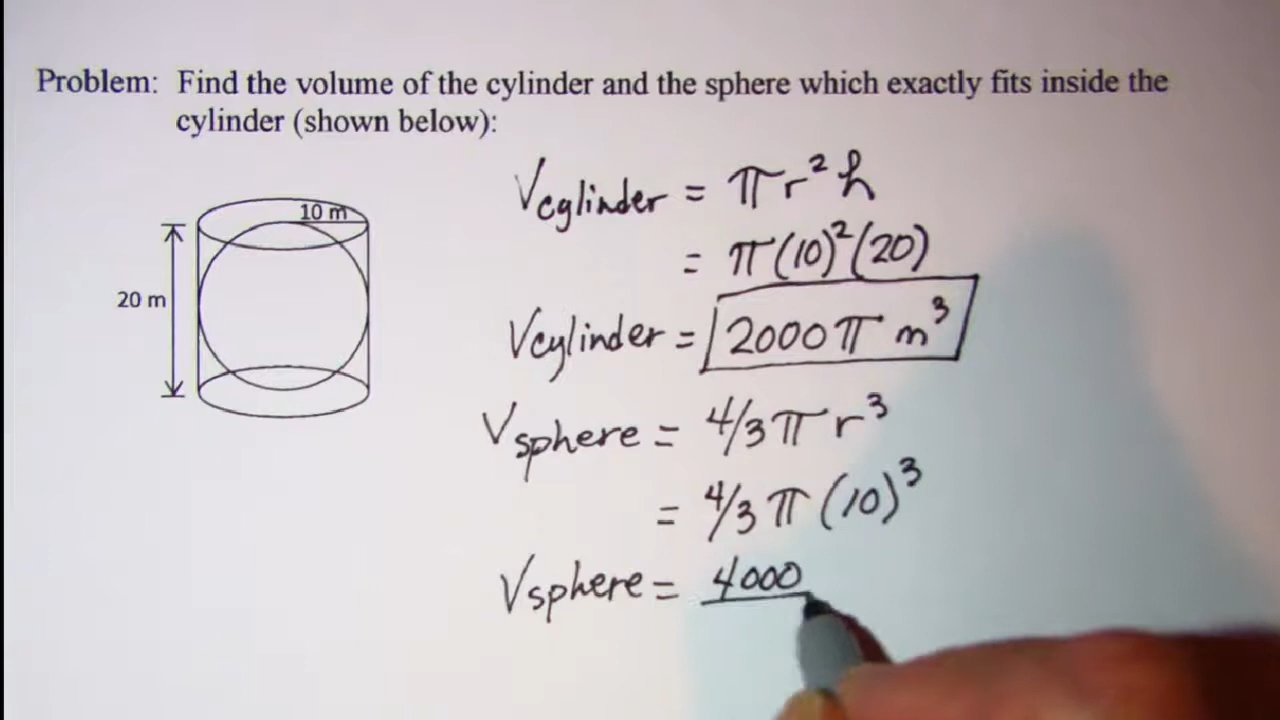 Problem: Find the volume of the cylinder and the sphere which exactly fits inside the
cylinder (shown below):
10 m
20 m
Vcylinder = πr²h
= π(10)²(20)
Vcylinder = 2000π m³
Vsphere = 4/3πr³
= 4/3π(10)³
Vsphere = 4000